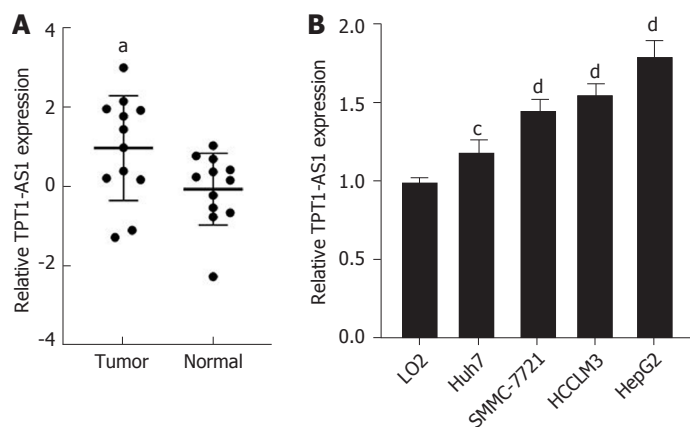 A
Relative TPT1-AS1 expression
4
2
0
-2
-4
a
Tumor
Normal
B
Relative TPT1-AS1 expression
2.0
1.5
1.0
0.5
0.0
c
d
d
d
LO2
Huh7
SMMC-7721
HCCLM3
HepG2